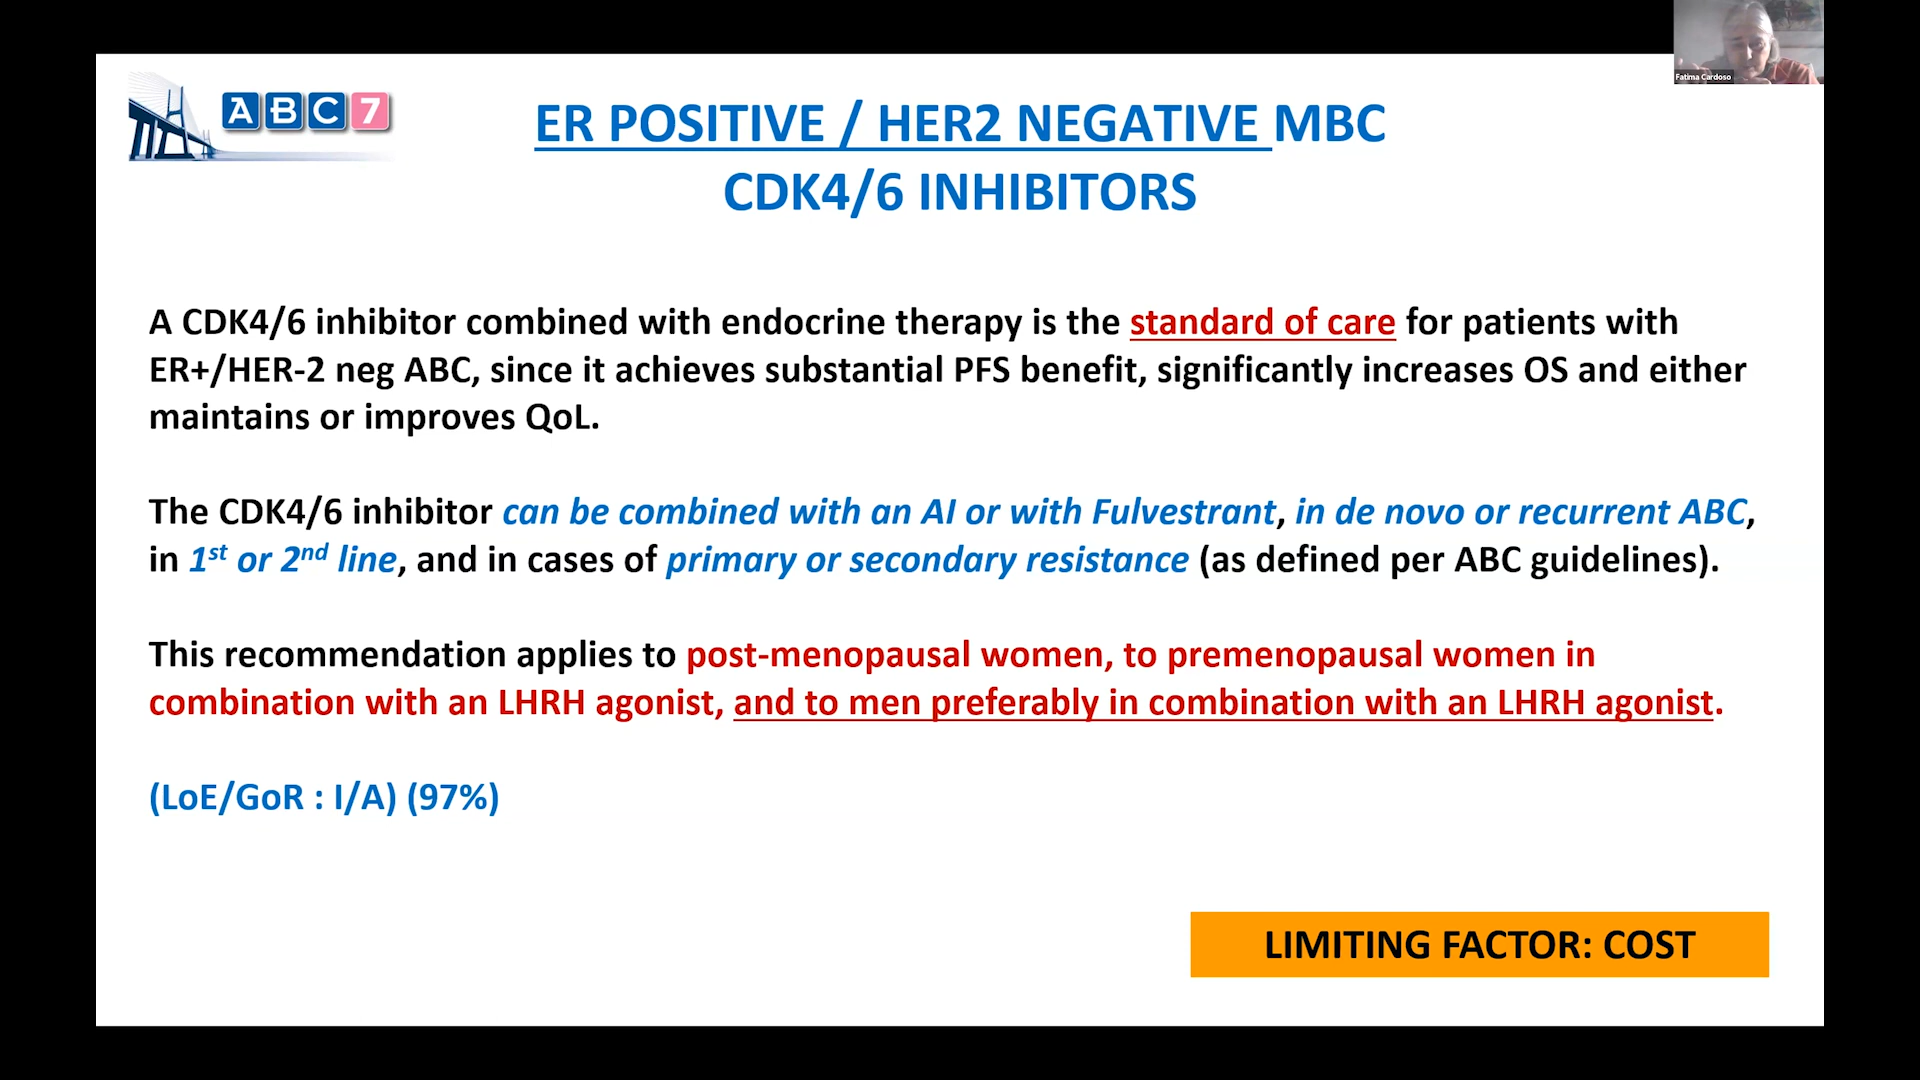 Fatima Cardoso
ABC7
ER POSITIVE / HER2 NEGATIVE MBC
CDK4/6 INHIBITORS
A CDK4/6 inhibitor combined with endocrine therapy is the standard of care for patients with
ER+/HER-2 neg ABC, since it achieves substantial PFS benefit, significantly increases OS and either
maintains or improves QoL.
The CDK4/6 inhibitor can be combined with an AI or with Fulvestrant, in de novo or recurrent ABC,
in 1st or 2nd line, and in cases of primary or secondary resistance (as defined per ABC guidelines).
This recommendation applies to post-menopausal women, to premenopausal women in
combination with an LHRH agonist, and to men preferably in combination with an LHRH agonist.
(LoE/GoR : I/A) (97%)
LIMITING FACTOR: COST